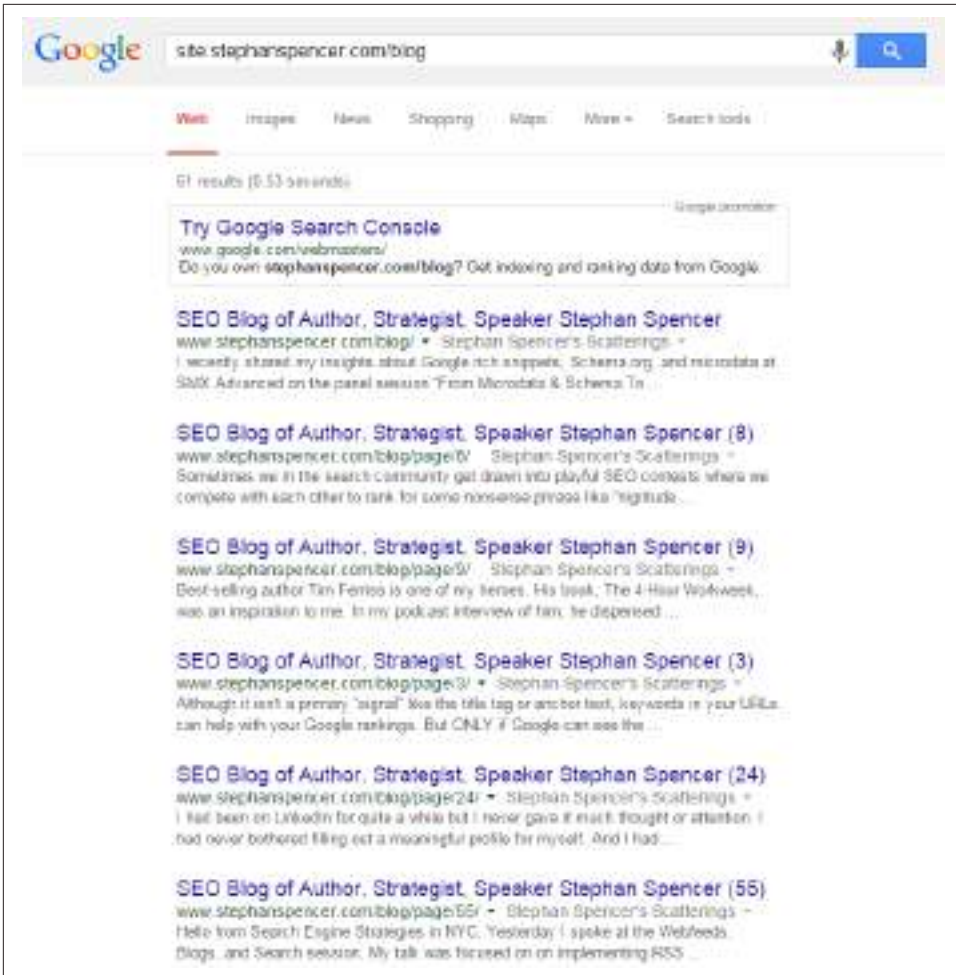 Google
site:stephanspencer.com/blog
Web Images News Shopping Maps More Search tools
61 results (0.53 seconds)
Google promotion
Try Google Search Console
www.google.com/webmasters/
Do you own stephanspencer.com/blog? Get indexing and ranking data from Google.
SEO Blog of Author, Strategist, Speaker Stephan Spencer
www.stephanspencer.com/blog/ Stephan Spencer's Scatterings
I recently shared my insights about Google rich snippets, Schema.org, and microdata at
SMX Advanced on the panel session "From Microdata & Schema To ...
SEO Blog of Author, Strategist, Speaker Stephan Spencer (8)
www.stephanspencer.com/blog/page/8/ Stephan Spencer's Scatterings
Sometimes we in the search community get drawn into playful SEO contests where we
compete with each other to rank for some nonsense phrase like "nigritude ...
SEO Blog of Author, Strategist, Speaker Stephan Spencer (9)
www.stephanspencer.com/blog/page/9/ Stephan Spencer's Scatterings
Best-selling author Tim Ferriss is one of my heroes. His book, The 4-Hour Workweek,
was an inspiration to me. In my podcast interview of him, he dispensed ...
SEO Blog of Author, Strategist, Speaker Stephan Spencer (3)
www.stephanspencer.com/blog/page/3/ Stephan Spencer's Scatterings
Although it isn't a primary "signal" like the title tag or anchor text, keywords in your URLs
can help with your Google rankings. But ONLY if Google can see the ...
SEO Blog of Author, Strategist, Speaker Stephan Spencer (24)
www.stephanspencer.com/blog/page/24/ Stephan Spencer's Scatterings
I had been on LinkedIn for quite a while but I never gave it much thought or attention. I
had never bothered filling out a meaningful profile for myself. And I had ...
SEO Blog of Author, Strategist, Speaker Stephan Spencer (55)
www.stephanspencer.com/blog/page/55/ Stephan Spencer's Scatterings
Hello from Search Engine Strategies in NYC. Yesterday I spoke at the Webfeeds,
Blogs, and Search session. My talk was focused on on implementing RSS ...